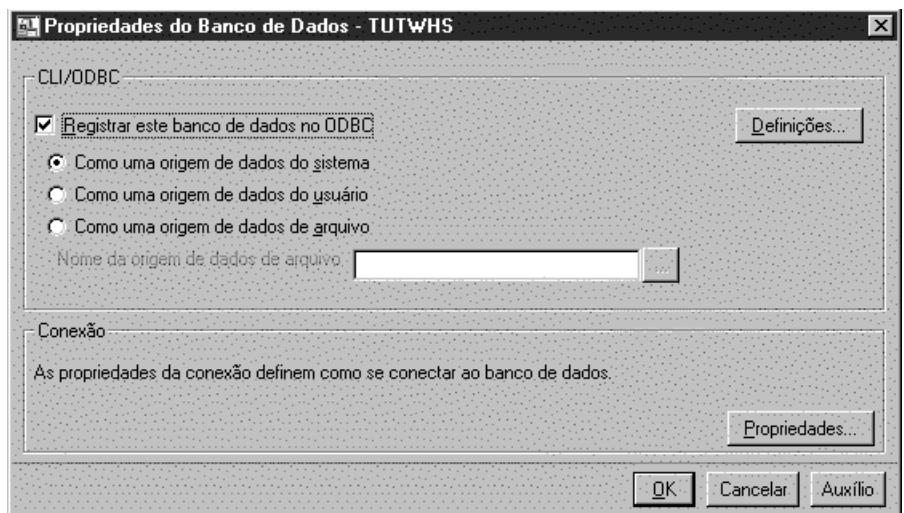 Propriedades do Banco de Dados - TUTWHS
CLI/ODBC
Registrar este banco de dados no ODBC
Definições...
Como uma origem de dados do sistema
Como uma origem de dados do usuário
Como uma origem de dados de arquivo
Nome da origem de dados de arquivo
...
Conexão
As propriedades da conexão definem como se conectar ao banco de dados.
Propriedades...
OK Cancelar Auxílio